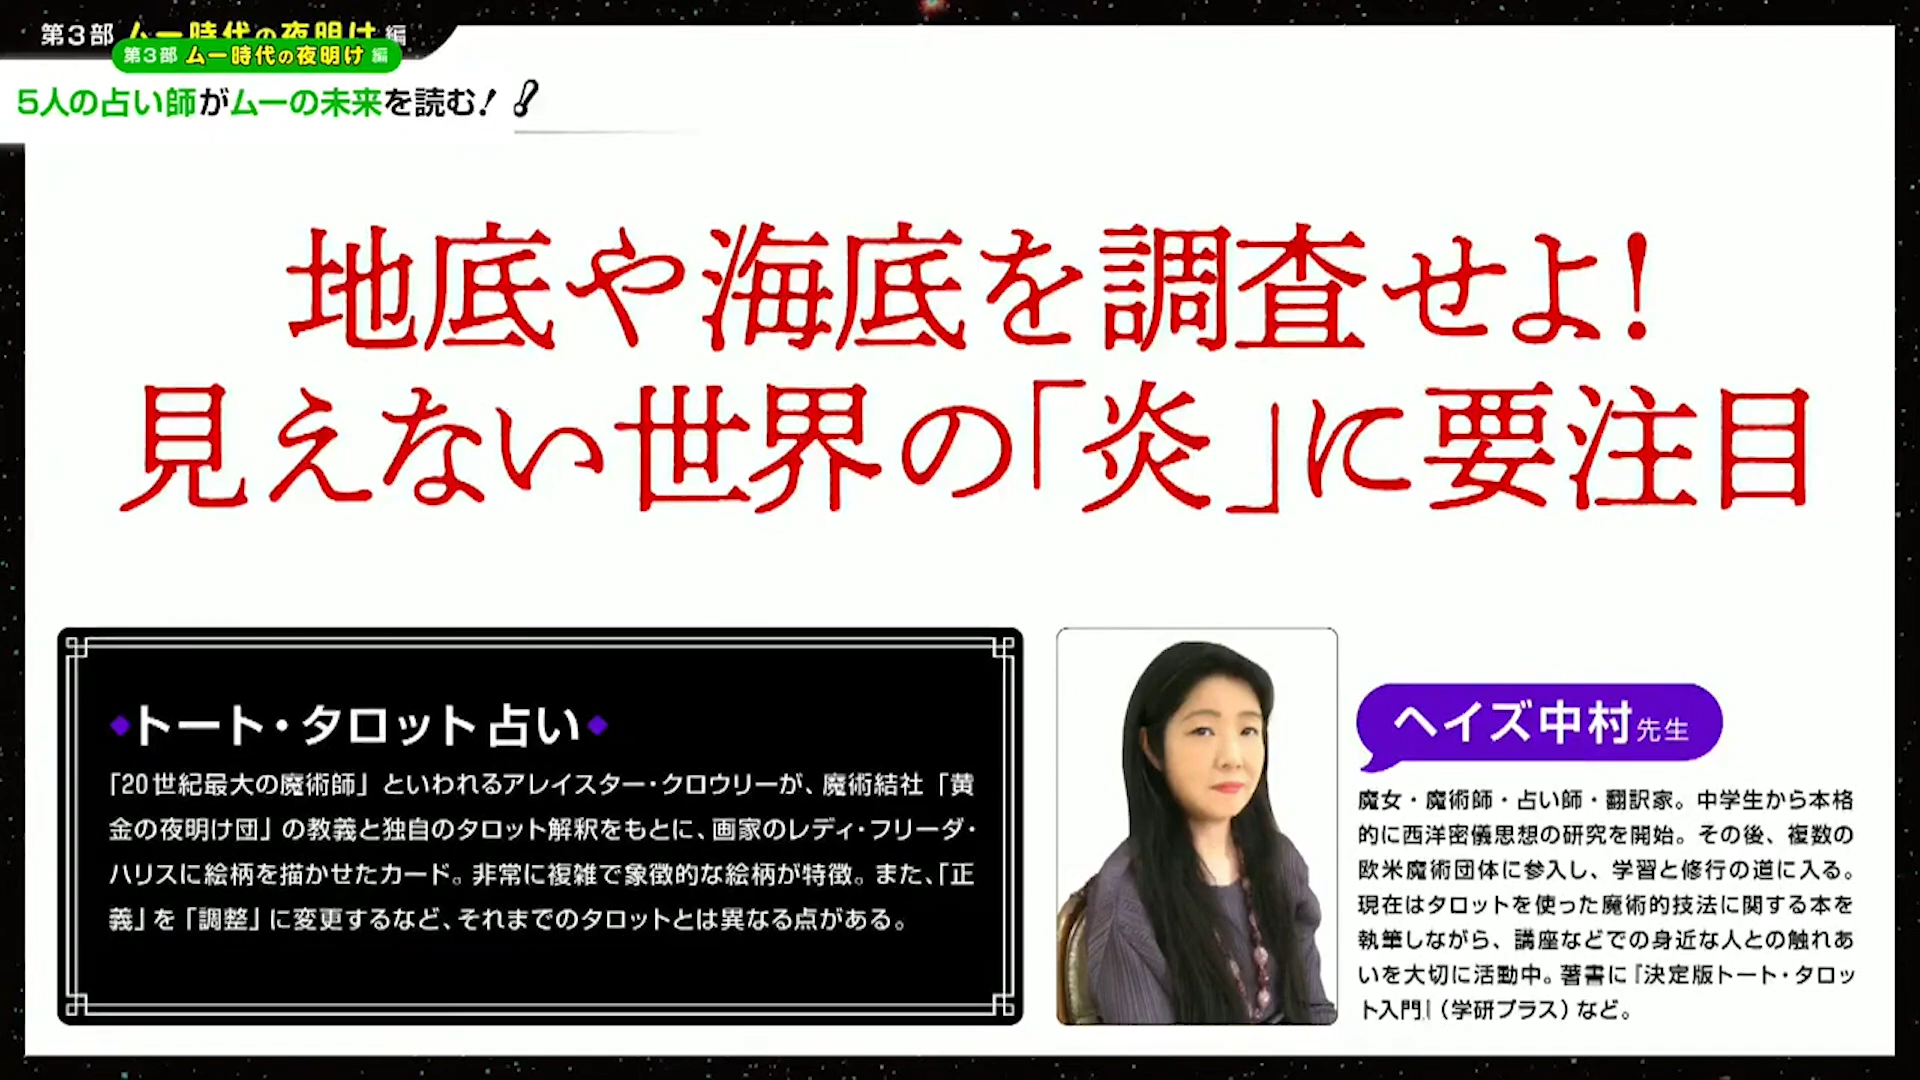 第3部 ムー時代の夜明け 編
第3部 ムー時代の夜明け 編
5人の占い師がムーの未来を読む!
地底や海底を調査せよ!
見えない世界の「炎」に要注目
◆トート・タロット占い◆
「20世紀最大の魔術師」といわれるアレイスター・クロウリーが、魔術結社「黄
金の夜明け団」の教義と独自のタロット解釈をもとに、画家のレディ・フリーダ・
ハリスに絵柄を描かせたカード。非常に複雑で象徴的な絵柄が特徴。また、「正
義」を「調整」に変更するなど、それまでのタロットとは異なる点がある。
ヘイズ中村先生
魔女・魔術師・占い師・翻訳家。中学生から本格
的に西洋密儀思想の研究を開始。その後、複数の
欧米魔術団体に参入し、学習と修行の道に入る。
現在はタロットを使った魔術的技法に関する本を
執筆しながら、講座などでの身近な人との触れあ
いを大切に活動中。著書に『決定版トート・タロッ
ト入門』(学研プラス)など。